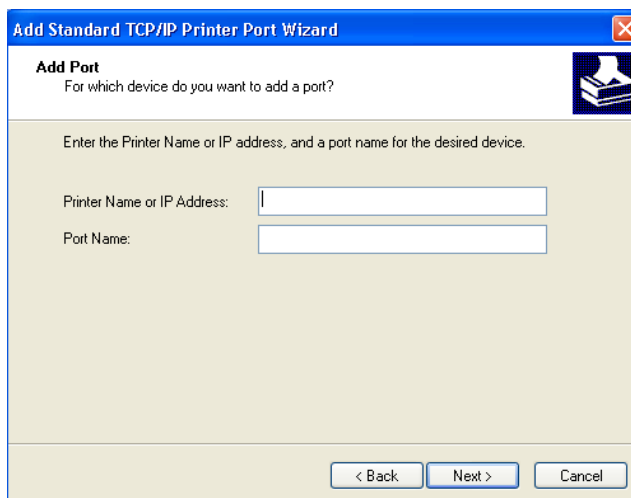 Add Standard TCP/IP Printer Port Wizard
Add Port
For which device do you want to add a port?
Enter the Printer Name or IP address, and a port name for the desired device.
Printer Name or IP Address:
Port Name:
< Back
Next >
Cancel